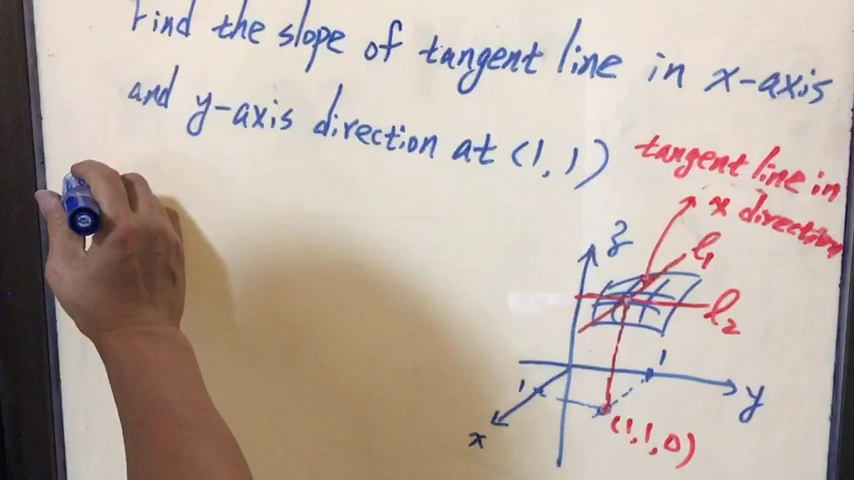 Find the slope of tangent line in x-axis
and y-axis direction at (1,1)
tangent line in
x direction
z
l₁
l₂
1
1
y
x
(1,1,0)